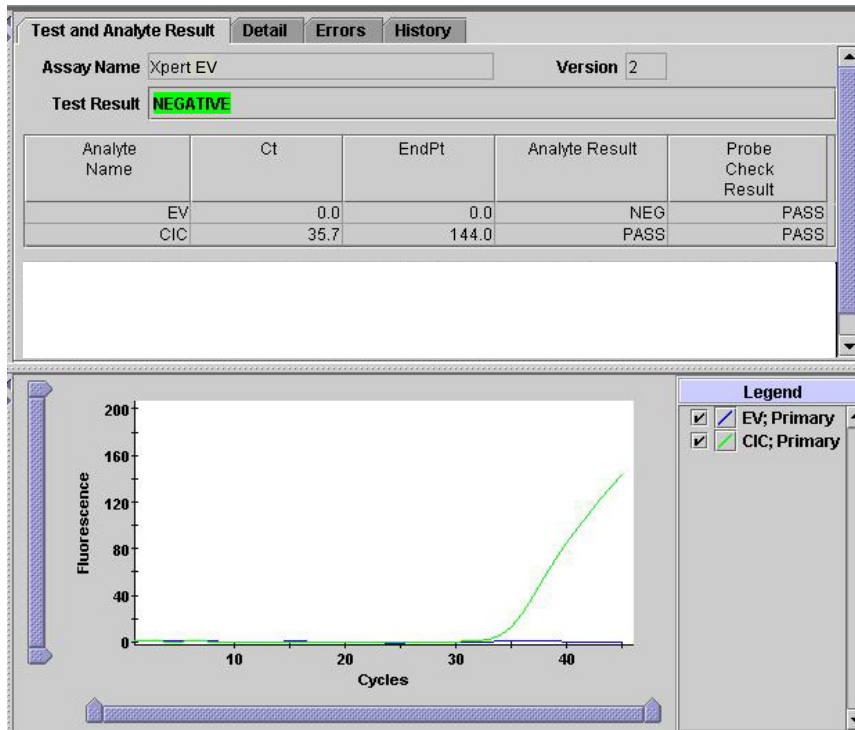 Test and Analyte Result Detail Errors History
Assay Name Xpert EV Version 2
Test Result NEGATIVE
Analyte Name Ct EndPt Analyte Result Probe Check Result
EV 0.0 0.0 NEG PASS
CIC 35.7 144.0 PASS PASS
Legend
EV; Primary
CIC; Primary
Fluorescence
200
160
120
80
40
0
10 20 30 40
Cycles